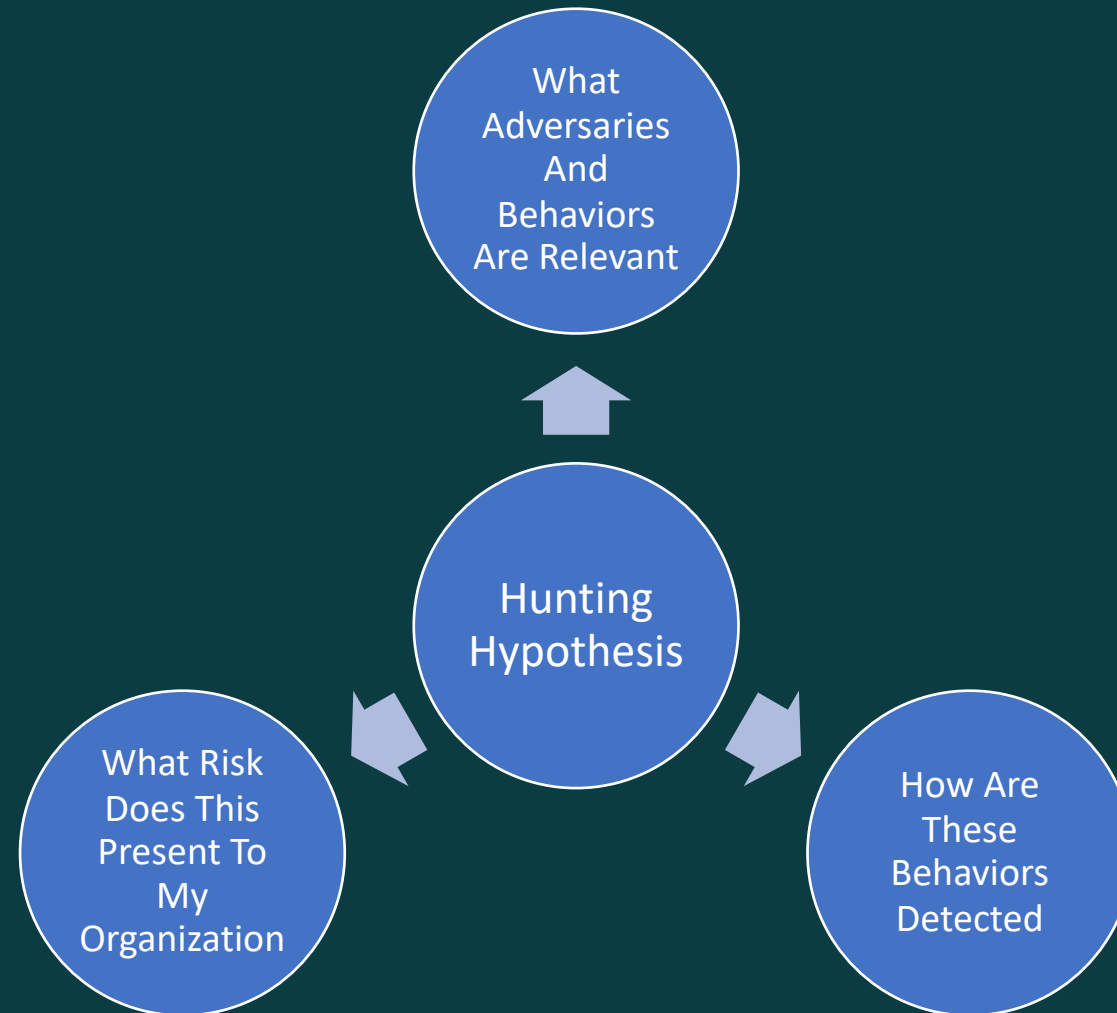 What
Adversaries
And
Behaviors
Are Relevant
Hunting
Hypothesis
What Risk
Does This
Present To
My
Organization
How Are
These
Behaviors
Detected